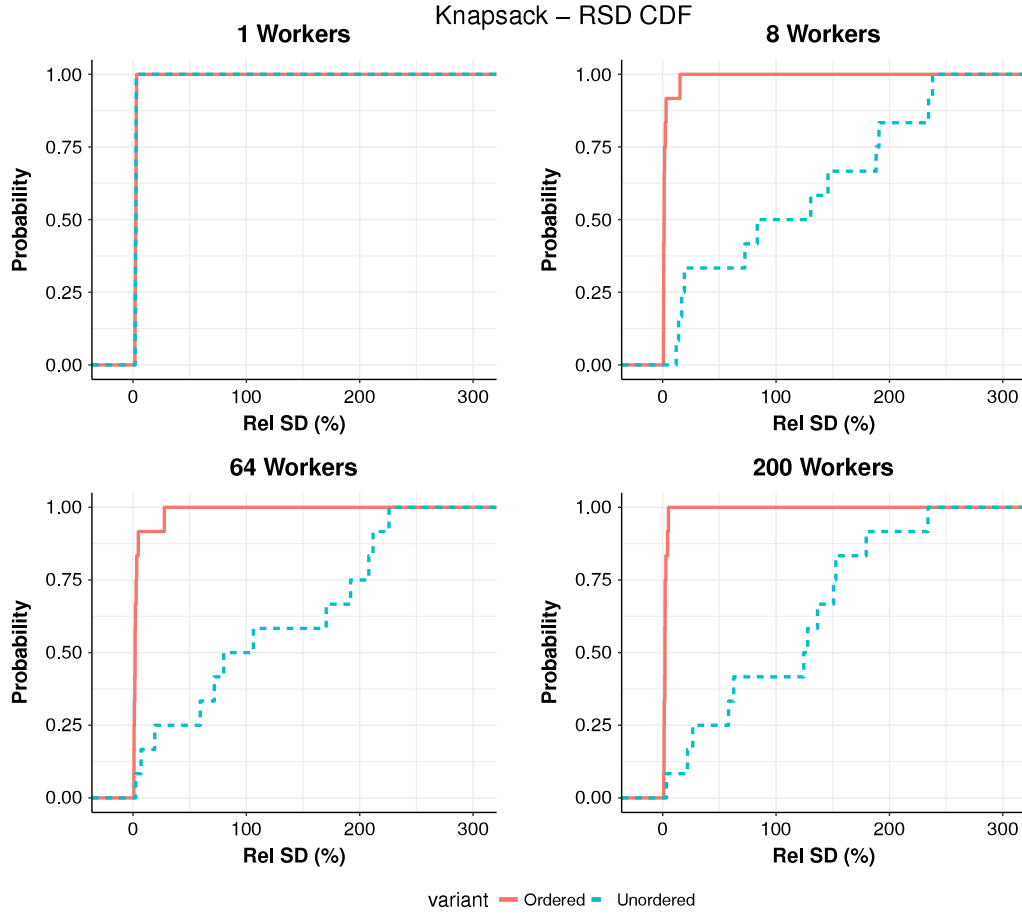 Knapsack – RSD CDF
1 Workers
8 Workers
1.00
0.75
0.50
0.25
0.00
Probability
0
100
200
300
Rel SD (%)
1.00
0.75
0.50
0.25
0.00
Probability
0
100
200
300
Rel SD (%)
64 Workers
200 Workers
1.00
0.75
0.50
0.25
0.00
Probability
0
100
200
300
Rel SD (%)
1.00
0.75
0.50
0.25
0.00
Probability
0
100
200
300
Rel SD (%)
variant Ordered Unordered